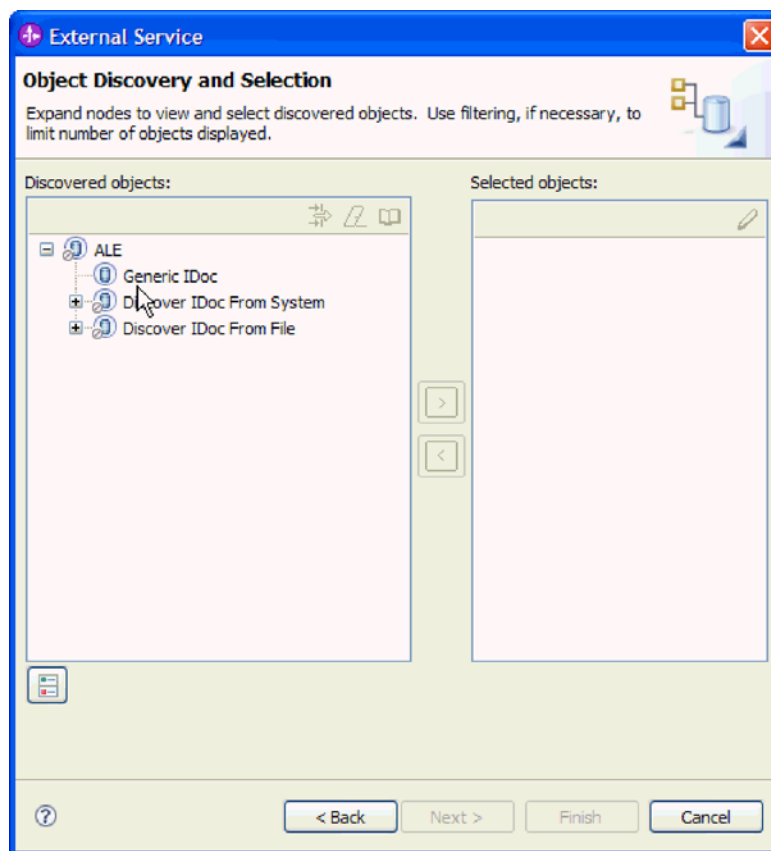 External Service
Object Discovery and Selection
Expand nodes to view and select discovered objects. Use filtering, if necessary, to
limit number of objects displayed.
Discovered objects:
Selected objects:
ALE
Generic IDoc
Discover IDoc From System
Discover IDoc From File
>
<
?
< Back
Next >
Finish
Cancel